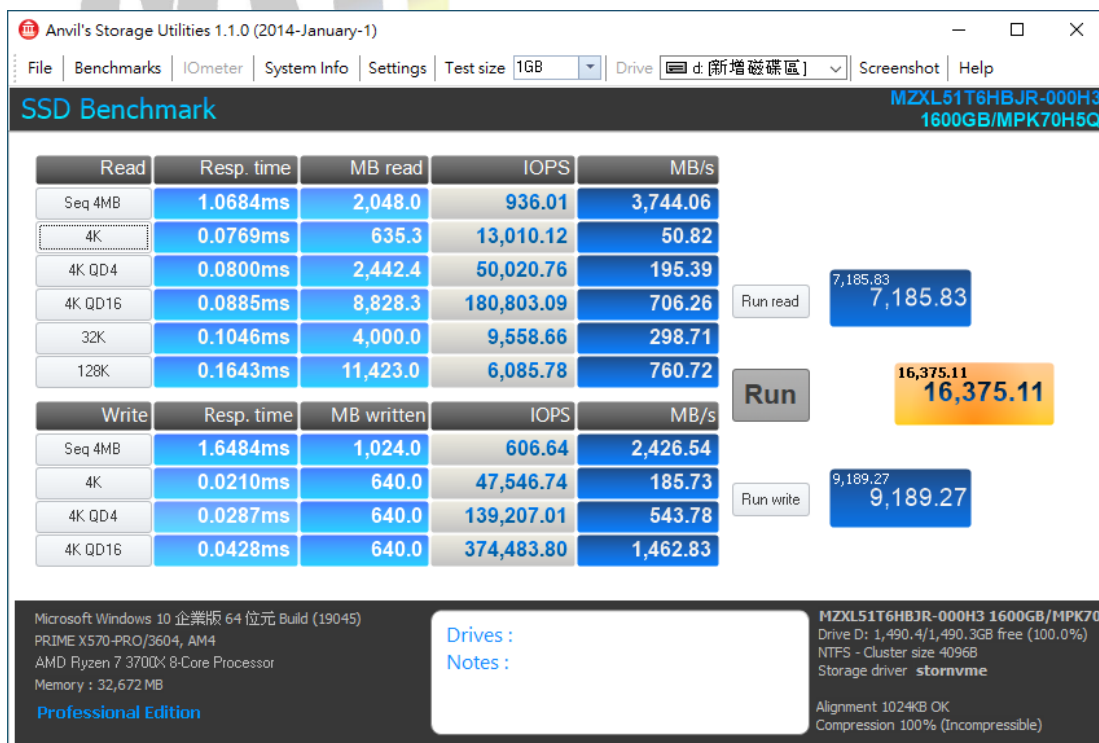 Anvil's Storage Utilities 1.1.0 (2014-January-1)
File Benchmarks IOmeter System Info Settings Test size 1GB Drive d: [新增磁碟區] Screenshot Help
SSD Benchmark
MZXL51T6HBJR-000H3
1600GB/MPK70H5Q
Read Resp. time MB read IOPS MB/s
Seq 4MB 1.0684ms 2,048.0 936.01 3,744.06
4K 0.0769ms 635.3 13,010.12 50.82
4K QD4 0.0800ms 2,442.4 50,020.76 195.39
4K QD16 0.0885ms 8,828.3 180,803.09 706.26
32K 0.1046ms 4,000.0 9,558.66 298.71
128K 0.1643ms 11,423.0 6,085.78 760.72
Run read
7,185.83
7,185.83
Run
16,375.11
16,375.11
Write Resp. time MB written IOPS MB/s
Seq 4MB 1.6484ms 1,024.0 606.64 2,426.54
4K 0.0210ms 640.0 47,546.74 185.73
4K QD4 0.0287ms 640.0 139,207.01 543.78
4K QD16 0.0428ms 640.0 374,483.80 1,462.83
Run write
9,189.27
9,189.27
Microsoft Windows 10 企業版 64 位元 Build (19045)
PRIME X570-PRO/3604, AM4
AMD Ryzen 7 3700X 8-Core Processor
Memory : 32,672 MB
Professional Edition
Drives :
Notes :
MZXL51T6HBJR-000H3 1600GB/MPK70
Drive D: 1,490.4/1,490.3GB free (100.0%)
NTFS - Cluster size 4096B
Storage driver stornvme
Alignment 1024KB OK
Compression 100% (Incompressible)